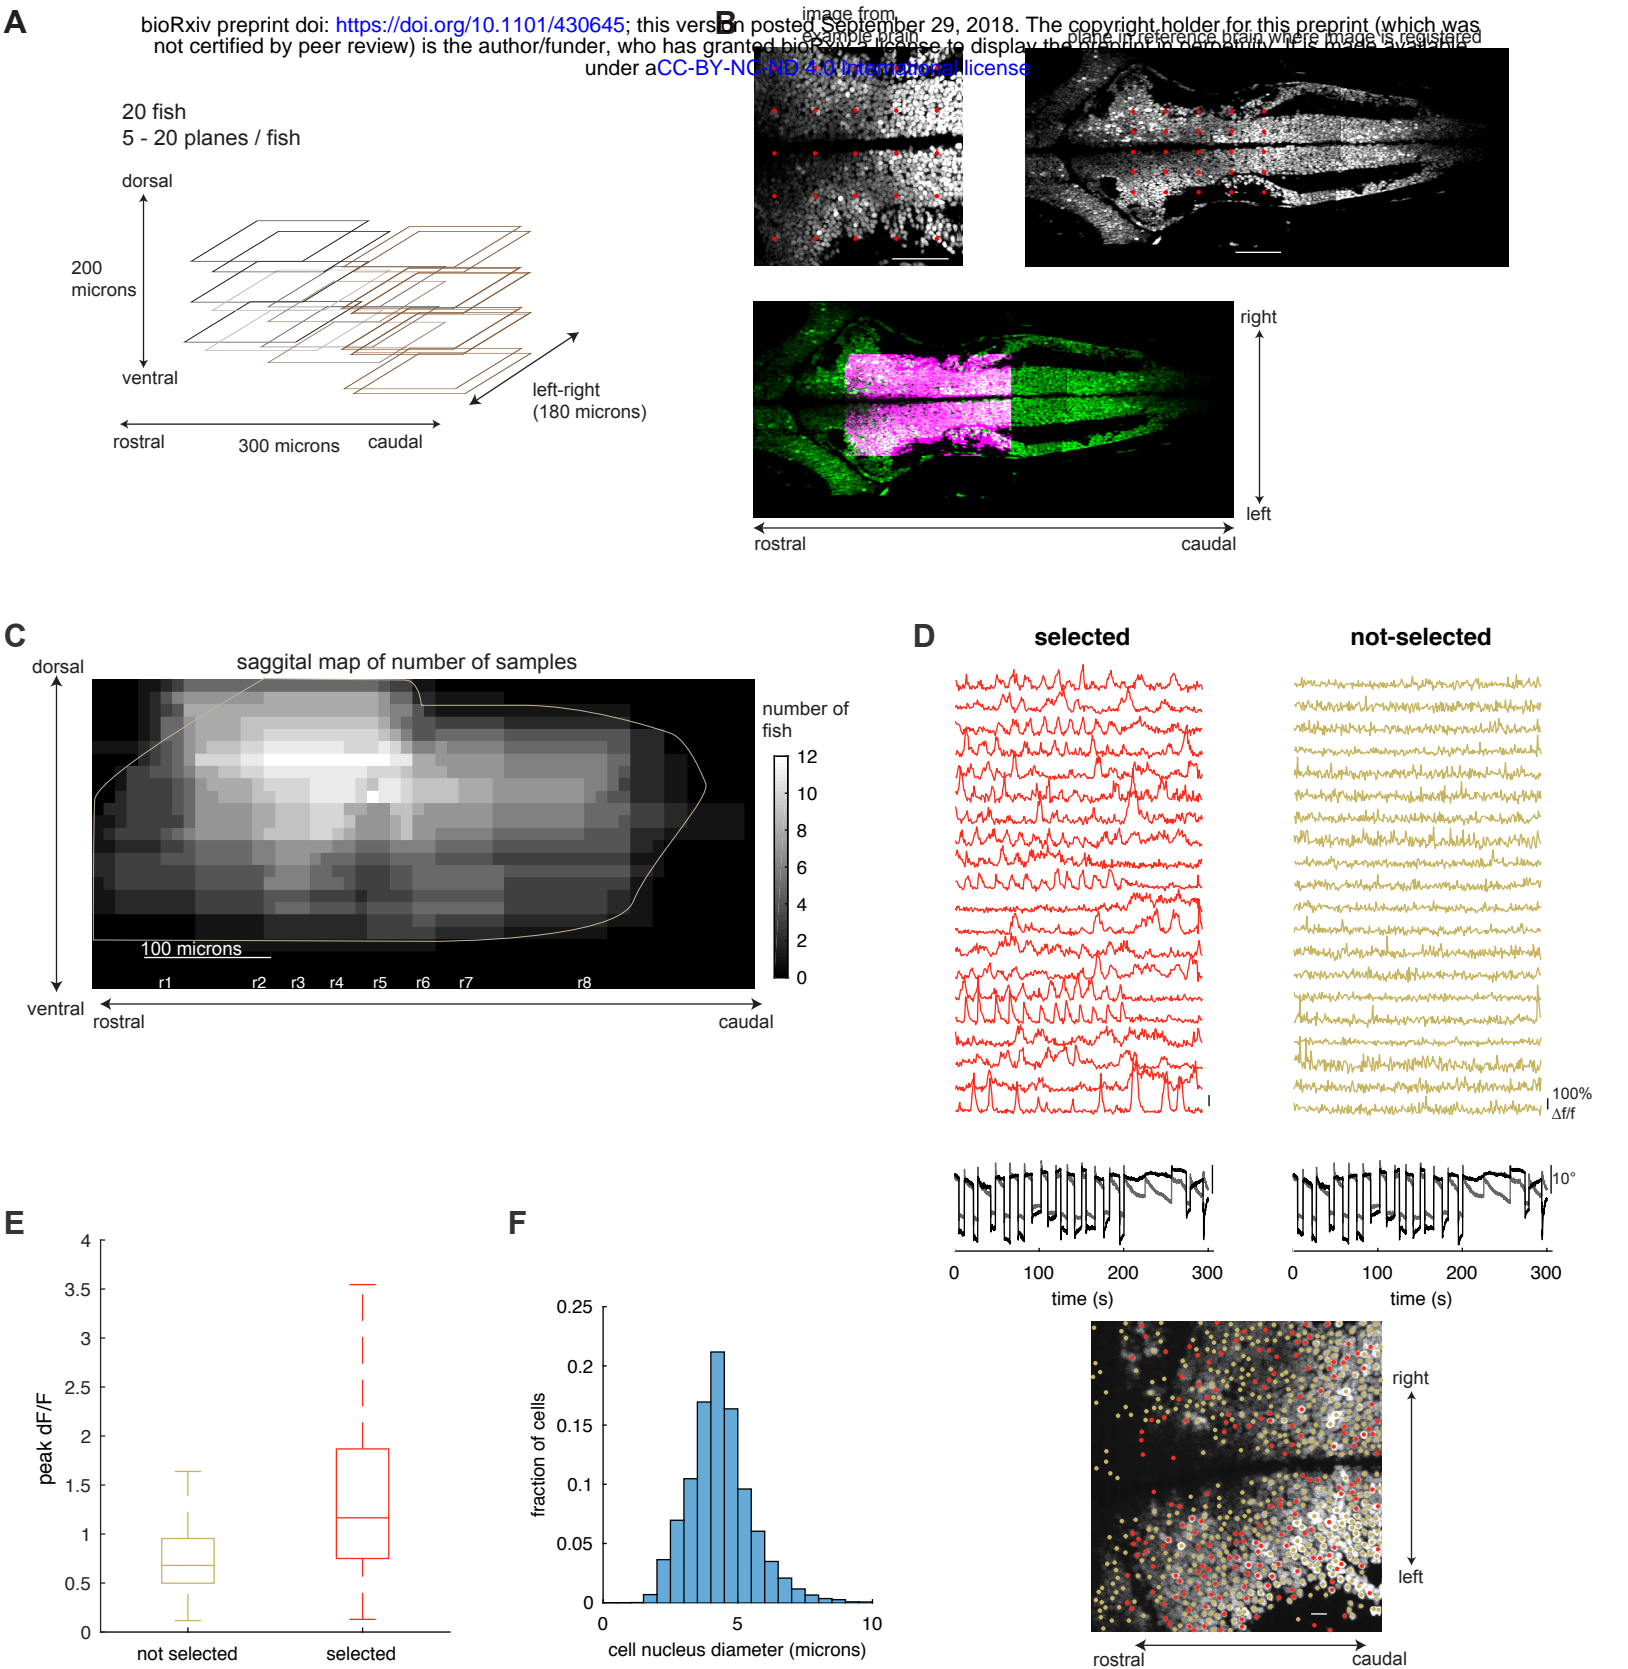 bioRxiv preprint doi: https://doi.org/10.1101/430645; this version posted September 29, 2018. The copyright holder for this preprint (which was
not certified by peer review) is the author/funder, who has granted bioRxiv a license to display the preprint in perpetuity. It is made available
under aCC-BY-NC-ND 4.0 International license
A
20 fish
5 - 20 planes / fish
dorsal
200
microns
ventral
left-right
(180 microns)
rostral
300 microns
caudal
B
image from
example brain
plane in reference brain where image is registered
right
left
rostral
caudal
C
saggital map of number of samples
dorsal
ventral
100 microns
r1 r2 r3 r4 r5 r6 r7 r8
rostral
caudal
number of
fish
12
10
8
6
4
2
0
D
selected
not-selected
100%
Δf/f
10°
0 100 200 300
time (s)
0 100 200 300
time (s)
right
left
rostral
caudal
E
4
3.5
3
2.5
2
1.5
1
0.5
0
peak dF/F
not selected
selected
F
0.25
0.2
0.15
0.1
0.05
0
fraction of cells
0 5 10
cell nucleus diameter (microns)